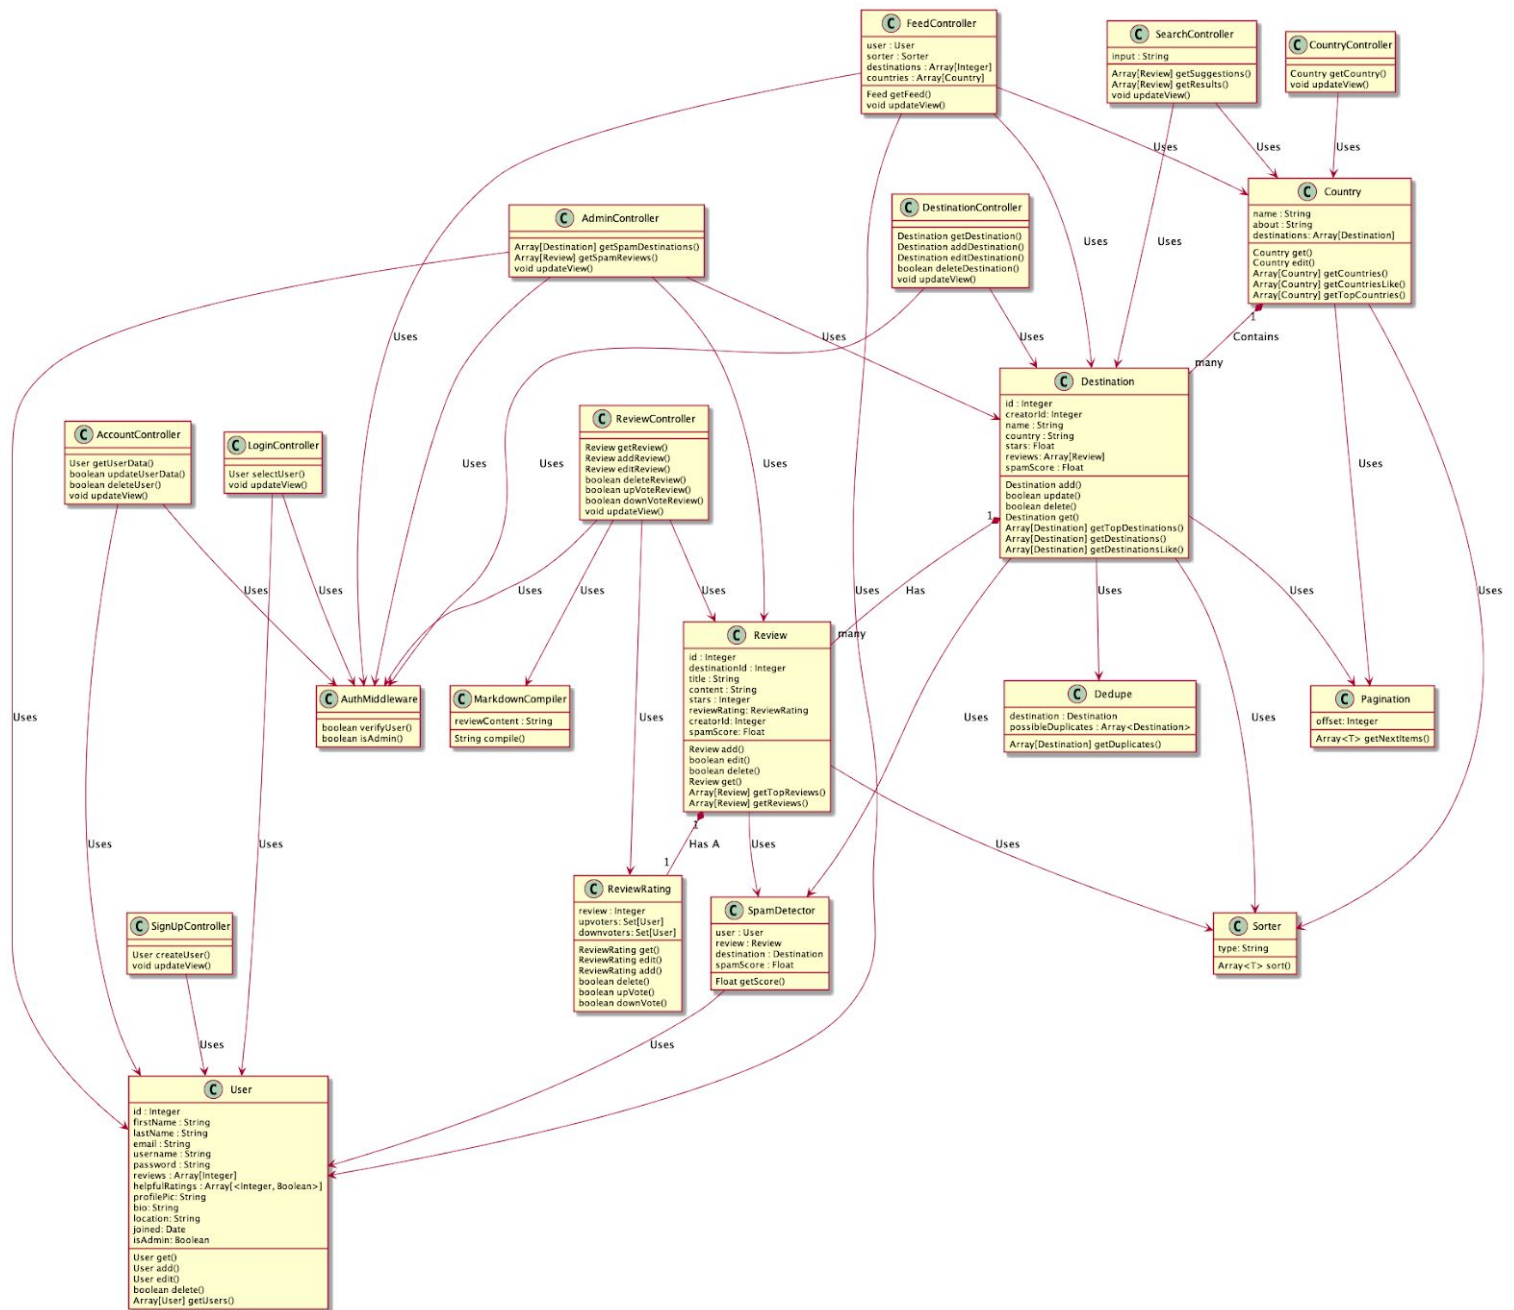 C FeedController
user : User
sorter : Sorter
destinations : Array[Integer]
countries : Array[Country]
Feed getFeed()
void updateView()
C SearchController
input : String
Array[Review] getSuggestions()
Array[Review] getResults()
void updateView()
C CountryController
Country getCountry()
void updateView()
Uses
Uses
Uses
C Country
name : String
about : String
destinations: Array[Destination]
Country get()
Country edit()
Array[Country] getCountries()
Array[Country] getCountriesLike()
Array[Country] getTopCountries()
C DestinationController
Destination getDestination()
Destination addDestination()
Destination editDestination()
boolean deleteDestination()
void updateView()
C AdminController
Array[Destination] getSpamDestinations()
Array[Review] getSpamReviews()
void updateView()
Uses
Uses
1
Uses
Uses
Uses
Contains
many
C Destination
id : Integer
creatorId: Integer
name : String
country : String
stars: Float
reviews: Array[Review]
spamScore : Float
Destination add()
boolean update()
boolean delete()
Destination get()
Array[Destination] getTopDestinations()
Array[Destination] getDestinations()
Array[Destination] getDestinationsLike()
C AccountController
User getUserData()
boolean updateUserData()
boolean deleteUser()
void updateView()
C LoginController
User selectUser()
void updateView()
C ReviewController
Review getReview()
Review addReview()
Review editReview()
boolean deleteReview()
boolean upVoteReview()
boolean downVoteReview()
void updateView()
Uses
Uses
Uses
Uses
1
Uses
Uses
Uses
Uses
Uses
Uses
Has
Uses
Uses
Uses
many
C Review
id : Integer
destinationId : Integer
title : String
content : String
stars : Integer
reviewRating: ReviewRating
creatorId: Integer
spamScore: Float
Review add()
boolean edit()
boolean delete()
Review get()
Array[Review] getTopReviews()
Array[Review] getReviews()
C AuthMiddleware
boolean verifyUser()
boolean isAdmin()
C MarkdownCompiler
reviewContent : String
String compile()
C Dedupe
destination : Destination
possibleDuplicates : Array<Destination>
Array[Destination] getDuplicates()
C Pagination
offset: Integer
Array<T> getNextItems()
Uses
Uses
Uses
Uses
1
Uses
Uses
Has A
Uses
Uses
1
C ReviewRating
review : Integer
upvoters: Set[User]
downvoters: Set[User]
ReviewRating get()
ReviewRating edit()
ReviewRating add()
boolean delete()
boolean upVote()
boolean downVote()
C SpamDetector
user : User
review : Review
destination : Destination
spamScore : Float
Float getScore()
C Sorter
type: String
Array<T> sort()
C SignUpController
User createUser()
void updateView()
Uses
Uses
C User
id : Integer
firstName : String
lastName : String
email : String
username : String
password : String
reviews : Array[Integer]
helpfulRatings : Array[<Integer, Boolean>]
profilePic: String
bio: String
location: String
joined: Date
isAdmin: Boolean
User get()
User add()
User edit()
boolean delete()
Array[User] getUsers()